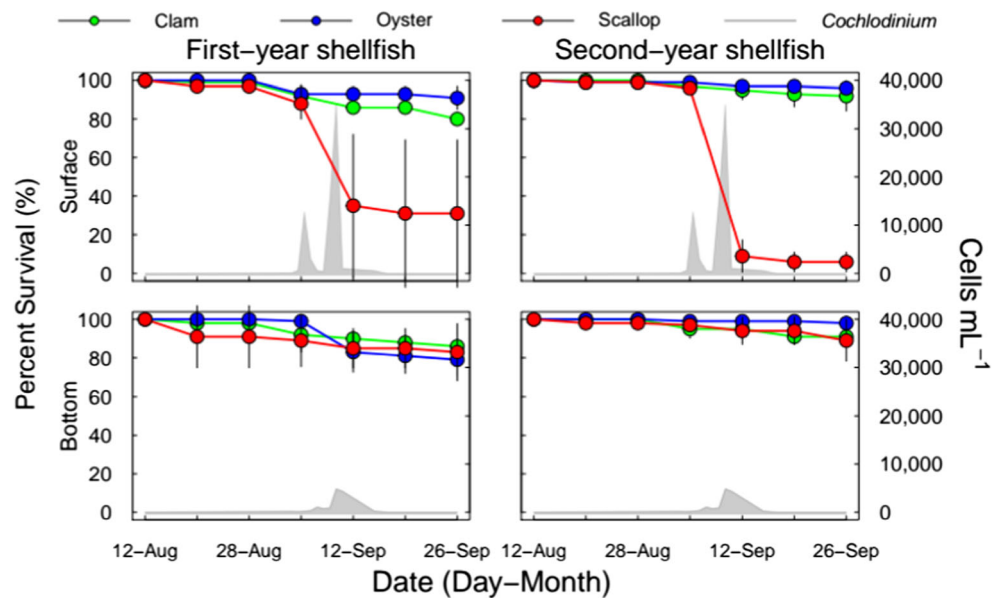 Clam Oyster Scallop Cochlodinium
First–year shellfish Second–year shellfish
Percent Survival (%)
Surface
100
80
60
40
20
0
40,000
30,000
20,000
10,000
0
Bottom
100
80
60
40
20
0
40,000
30,000
20,000
10,000
0
Cells mL⁻¹
12–Aug 28–Aug 12–Sep 26–Sep 12–Aug 28–Aug 12–Sep 26–Sep
Date (Day–Month)